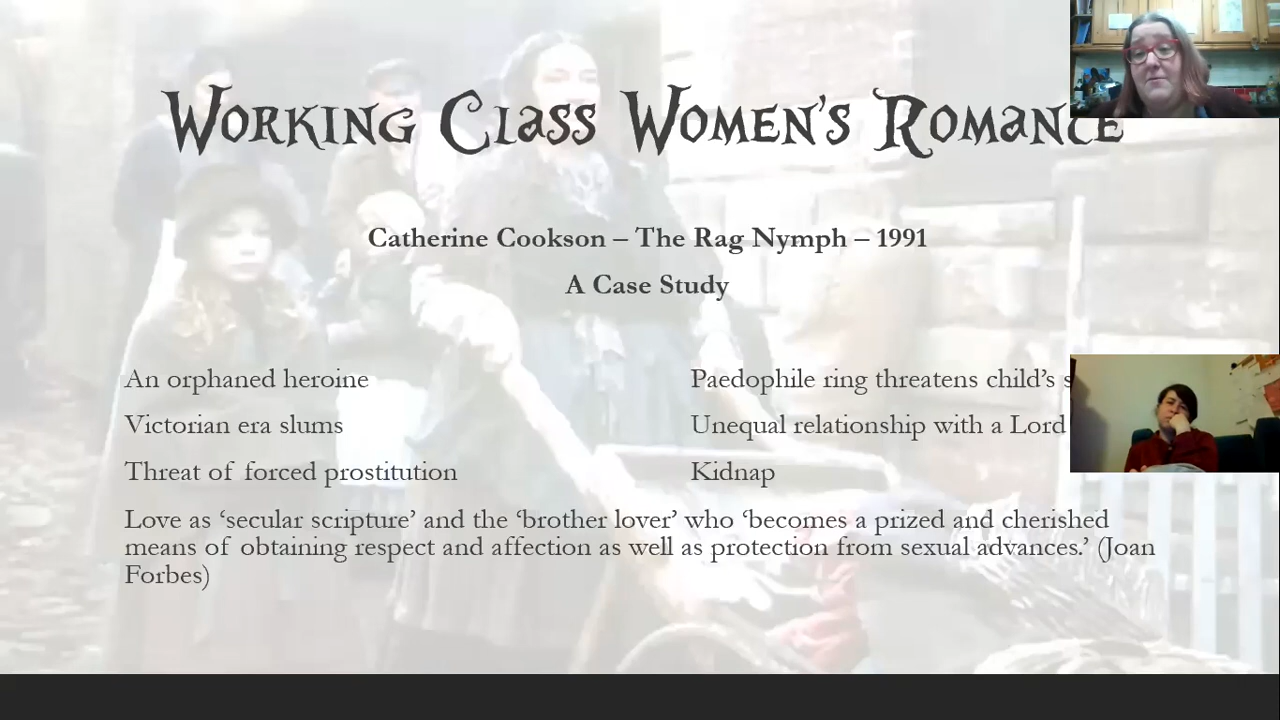 Working Class Women's Romance
Catherine Cookson – The Rag Nymph – 1991
A Case Study
An orphaned heroine
Paedophile ring threatens child's
Victorian era slums
Unequal relationship with a Lord
Threat of forced prostitution
Kidnap
Love as ‘secular scripture’ and the ‘brother lover’ who ‘becomes a prized and cherished
means of obtaining respect and affection as well as protection from sexual advances.’ (Joan
Forbes)